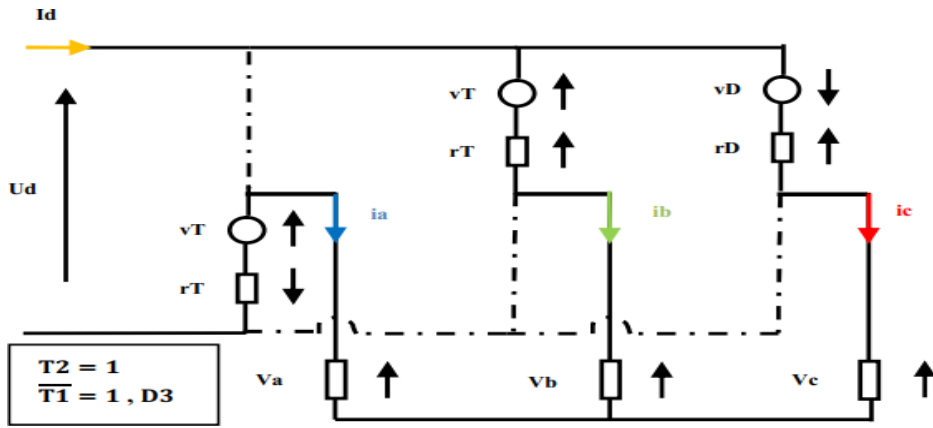 Id
vT
vD
rT
rD
Ud
ia
ib
ic
vT
rT
T2 = 1
T1̅ = 1 , D3
Va
Vb
Vc